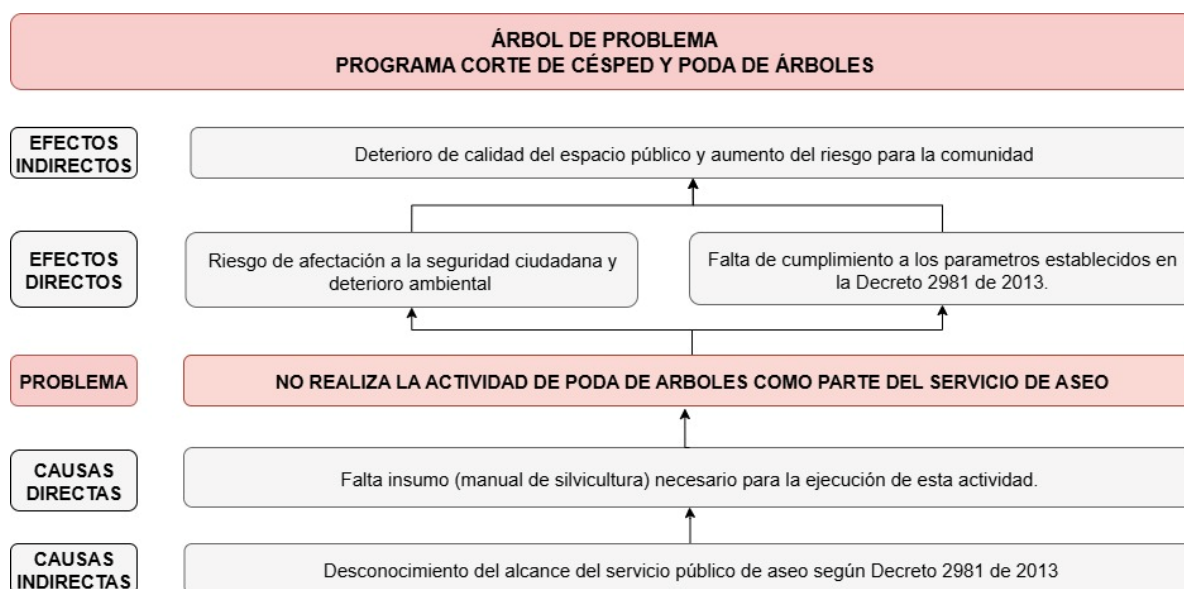 ÁRBOL DE PROBLEMA
PROGRAMA CORTE DE CÉSPED Y PODA DE ÁRBOLES
EFECTOS
INDIRECTOS
Deterioro de calidad del espacio público y aumento del riesgo para la comunidad
EFECTOS
DIRECTOS
Riesgo de afectación a la seguridad ciudadana y
deterioro ambiental
Falta de cumplimiento a los parametros establecidos en
la Decreto 2981 de 2013.
PROBLEMA
NO REALIZA LA ACTIVIDAD DE PODA DE ARBOLES COMO PARTE DEL SERVICIO DE ASEO
CAUSAS
DIRECTAS
Falta insumo (manual de silvicultura) necesario para la ejecución de esta actividad.
CAUSAS
INDIRECTAS
Desconocimiento del alcance del servicio público de aseo según Decreto 2981 de 2013